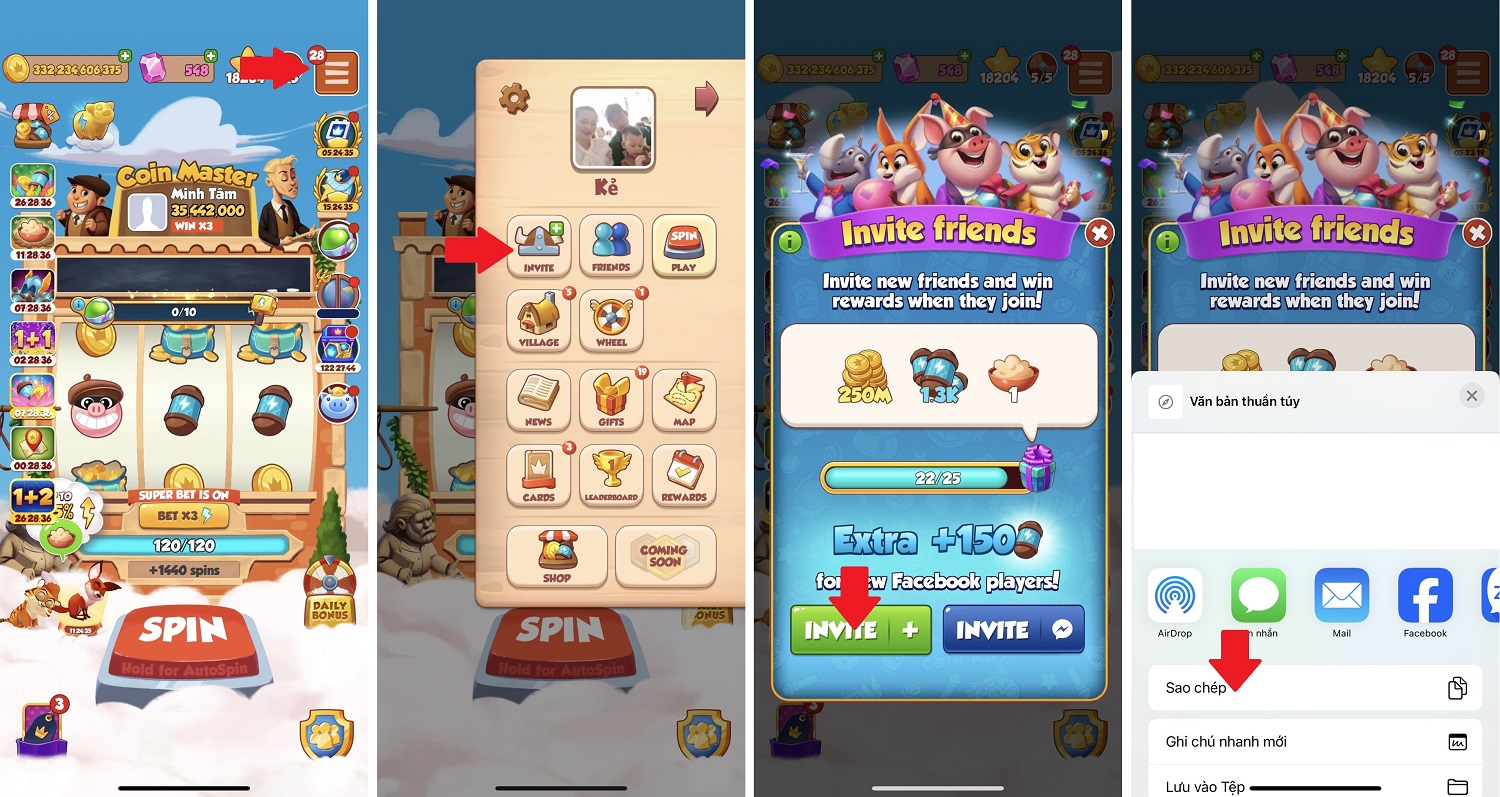 332 234 606 375
548
28
Coin Master
Minh Tâm
35 442 000
WIN X3
05:24:35
26:28:36
15:24:35
11:28:36
07:28:36
0/10
1+1
02:28:36
122:27:44
07:28:36
00:28:36
1+2
26:28:36
SUPER BET IS ON
BET X3
120/120
+1440 spins
11:24:35
DAILY
BONUS
SPIN
Hold for AutoSpin
3
Kẻ
INVITE
FRIENDS
SPIN
PLAY
5
1
VILLAGE
WHEEL
19
NEWS
GIFTS
MAP
3
CARDS
LEADERBOARD
REWARDS
SHOP
COMING
SOON
SPIN
Hold for AutoSpin
332 234 606 375
548
18204
5/5
28
Invite friends
Invite new friends and win
rewards when they join!
250M
1.3K
1
22/25
Extra +150
for new Facebook players!
INVITE +
INVITE
3
332 234 606 375
548
18204
5/5
28
Invite friends
Invite new friends and win
rewards when they join!
Văn bản thuần túy
AirDrop
nhắn
Mail
Facebook
Sao chép
Ghi chú nhanh mới
Lưu vào Tệp